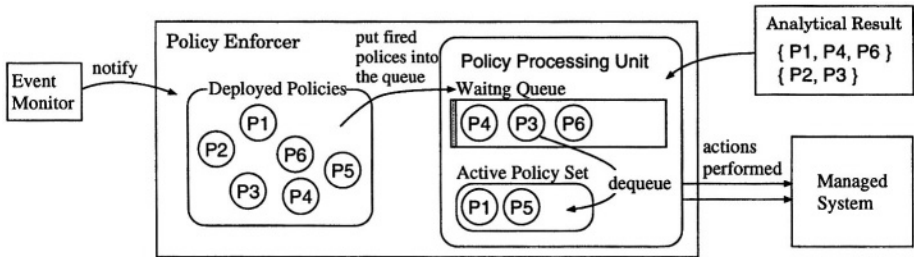 Event
Monitor
notify
Policy Enforcer
Deployed Policies
P1
P2
P6
P5
P3
P4
put fired
polices into
the queue
Policy Processing Unit
Waitng Queue
P4 P3 P6
Active Policy Set
dequeue
P1 P5
Analytical Result
{ P1, P4, P6 }
{ P2, P3 }
actions
performed
Managed
System